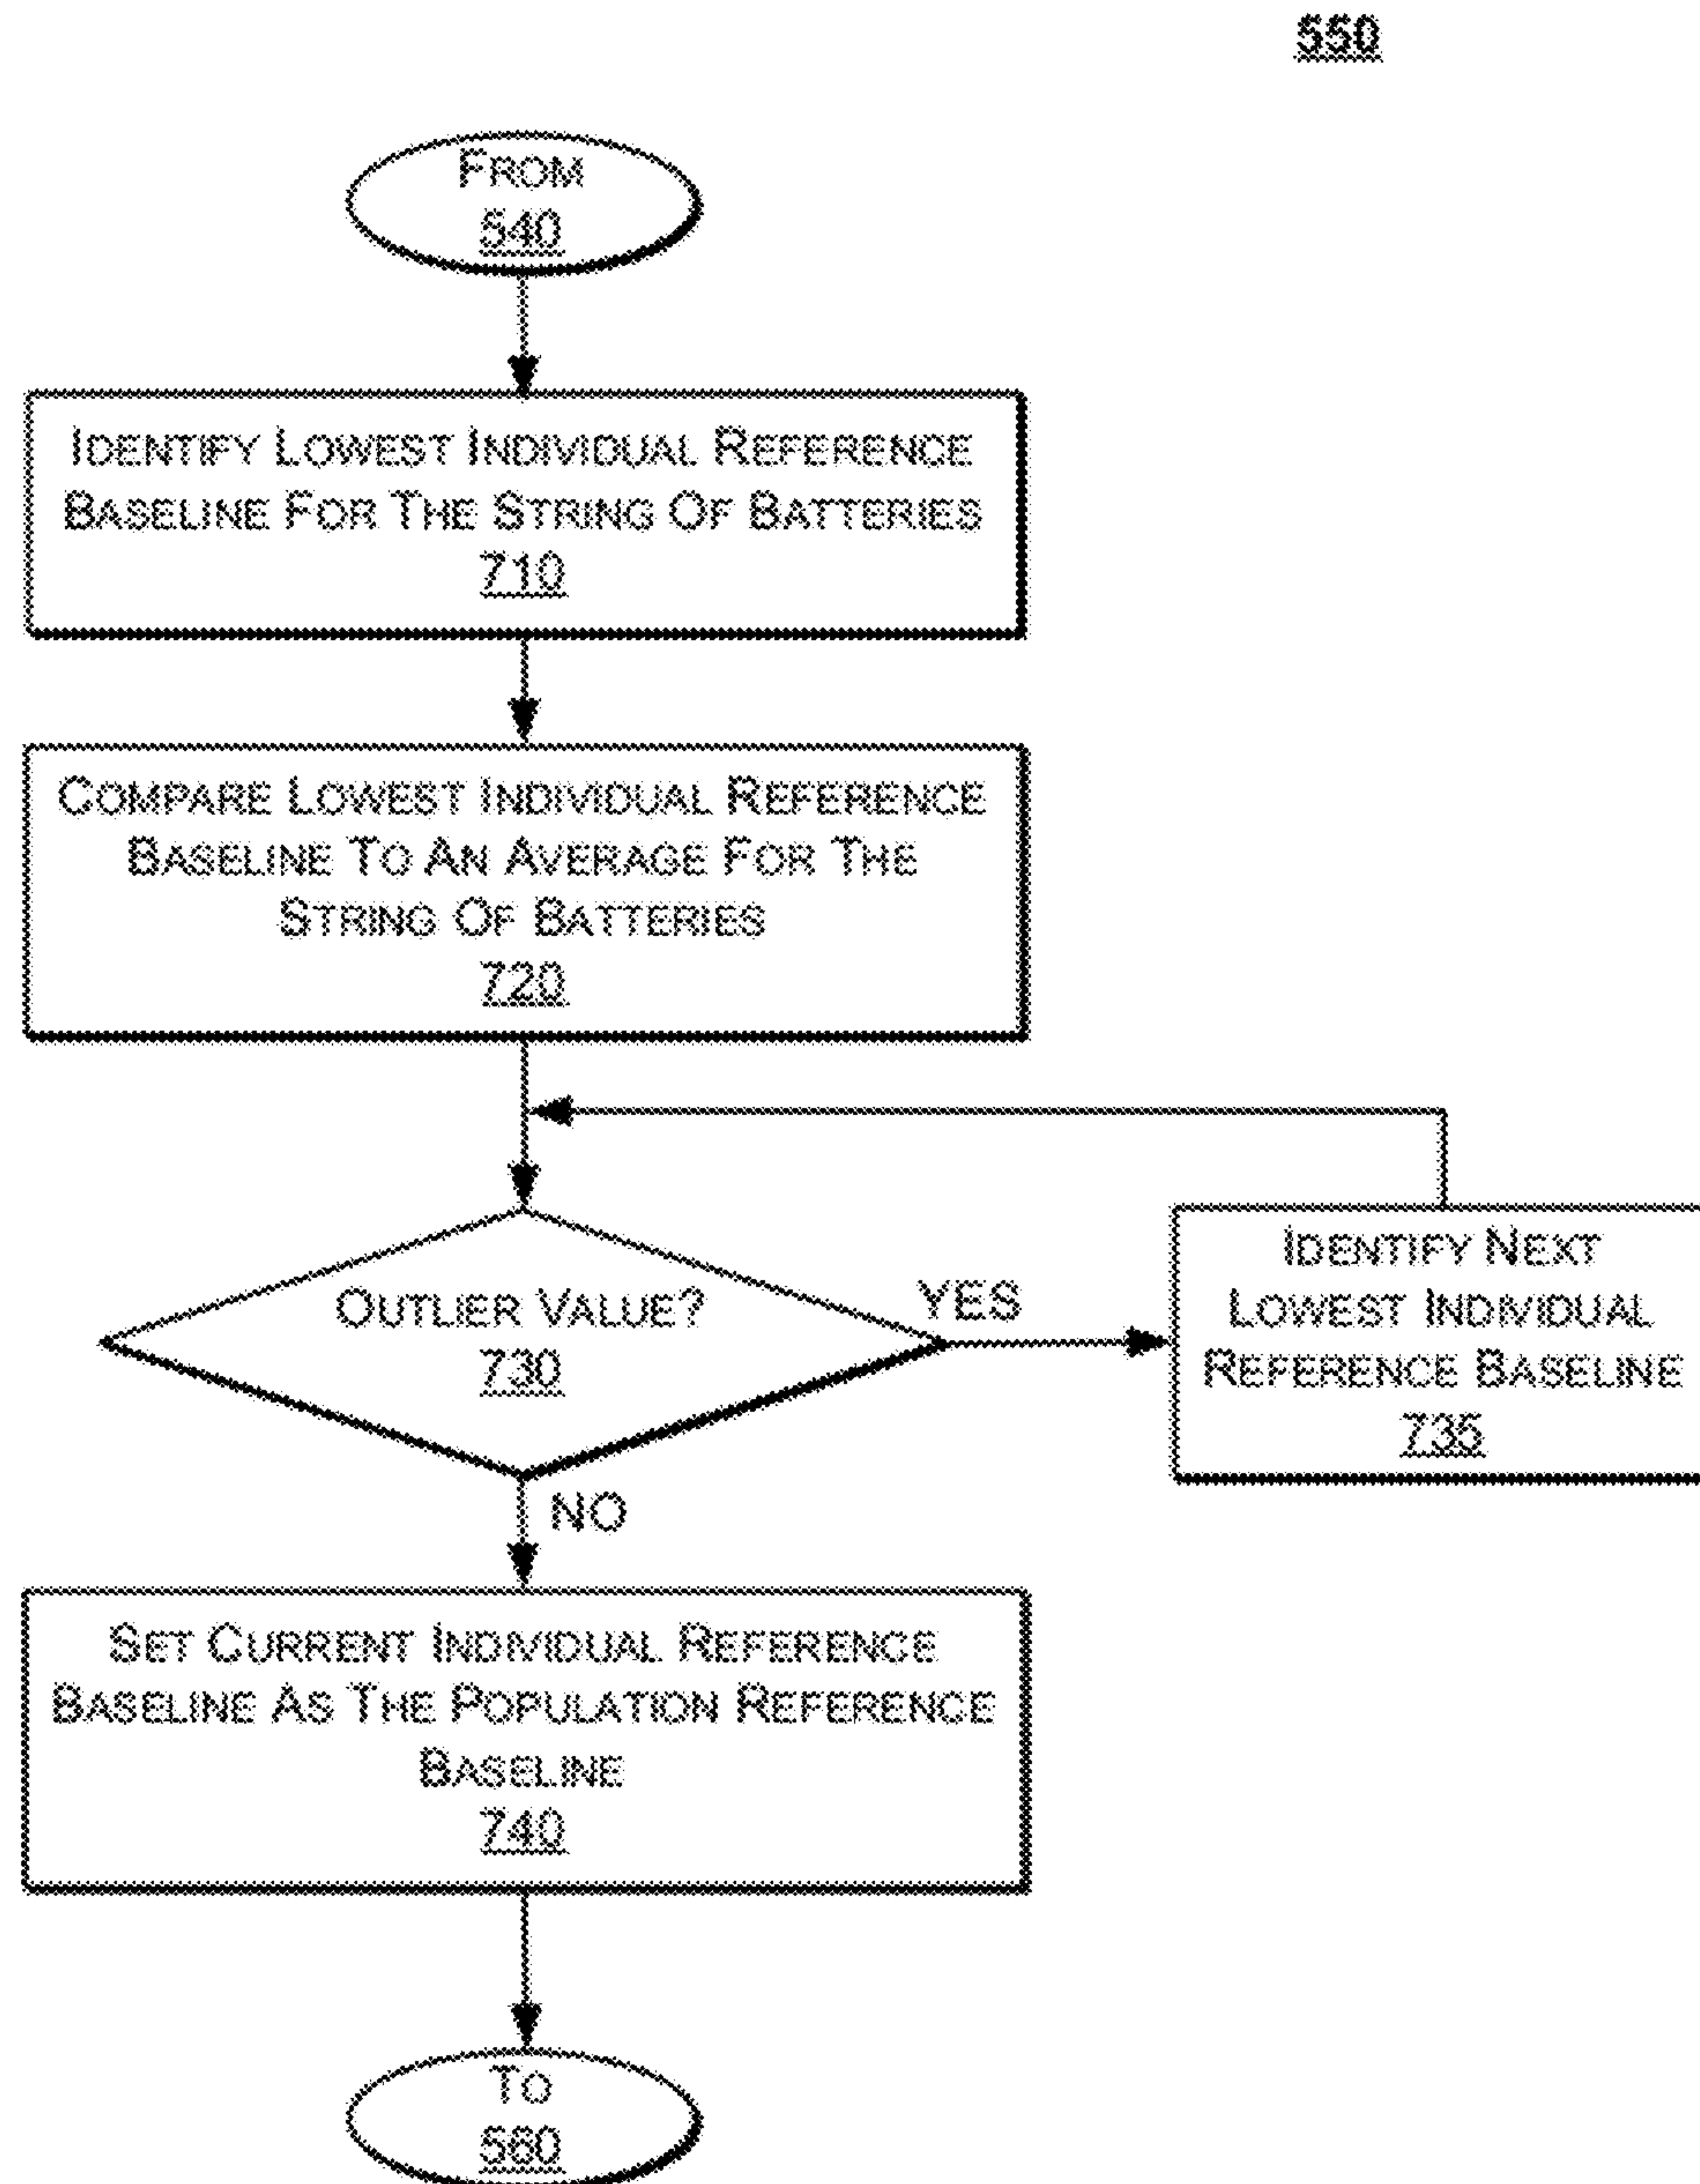 550
FROM
540
IDENTIFY LOWEST INDIVIDUAL REFERENCE
BASELINE FOR THE STRING OF BATTERIES
710
COMPARE LOWEST INDIVIDUAL REFERENCE
BASELINE TO AN AVERAGE FOR THE
STRING OF BATTERIES
720
OUTLIER VALUE?
730
YES
IDENTIFY NEXT
LOWEST INDIVIDUAL
REFERENCE BASELINE
735
NO
SET CURRENT INDIVIDUAL REFERENCE
BASELINE AS THE POPULATION REFERENCE
BASELINE
740
TO
560